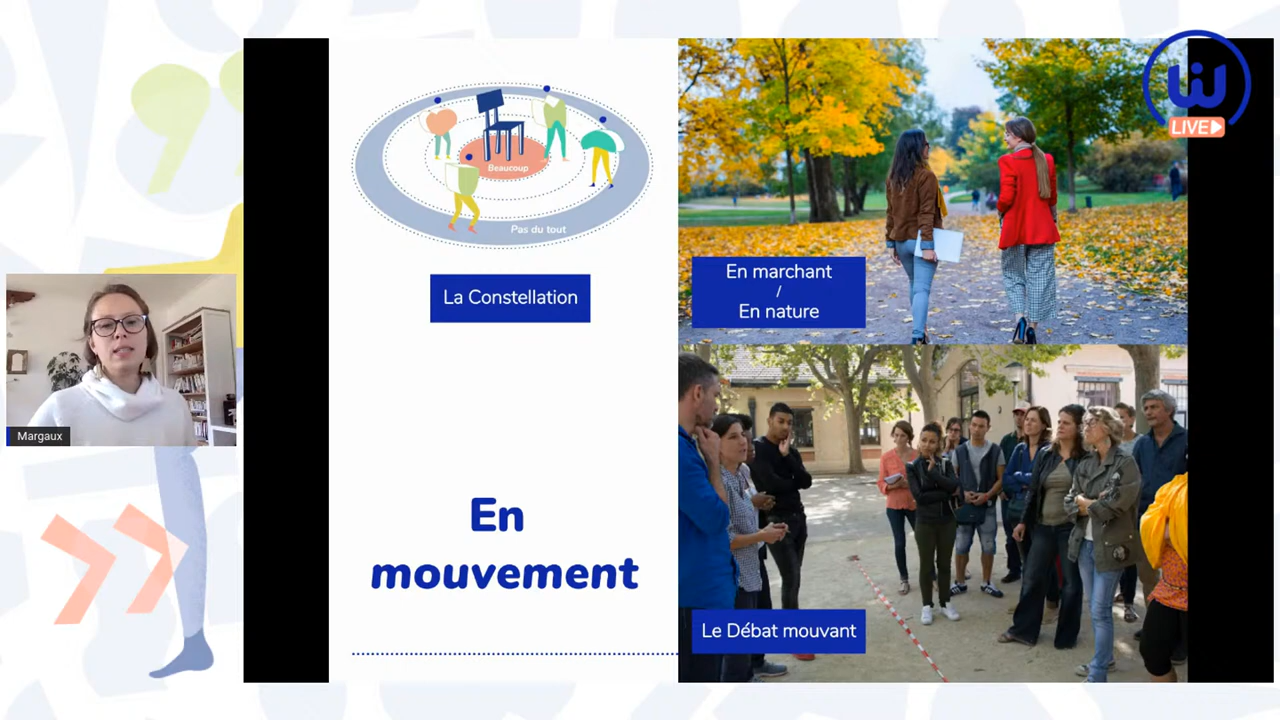 Beaucoup
Pas du tout
La Constellation
En
mouvement
En marchant
/
En nature
Le Débat mouvant
Margaux
LIVE